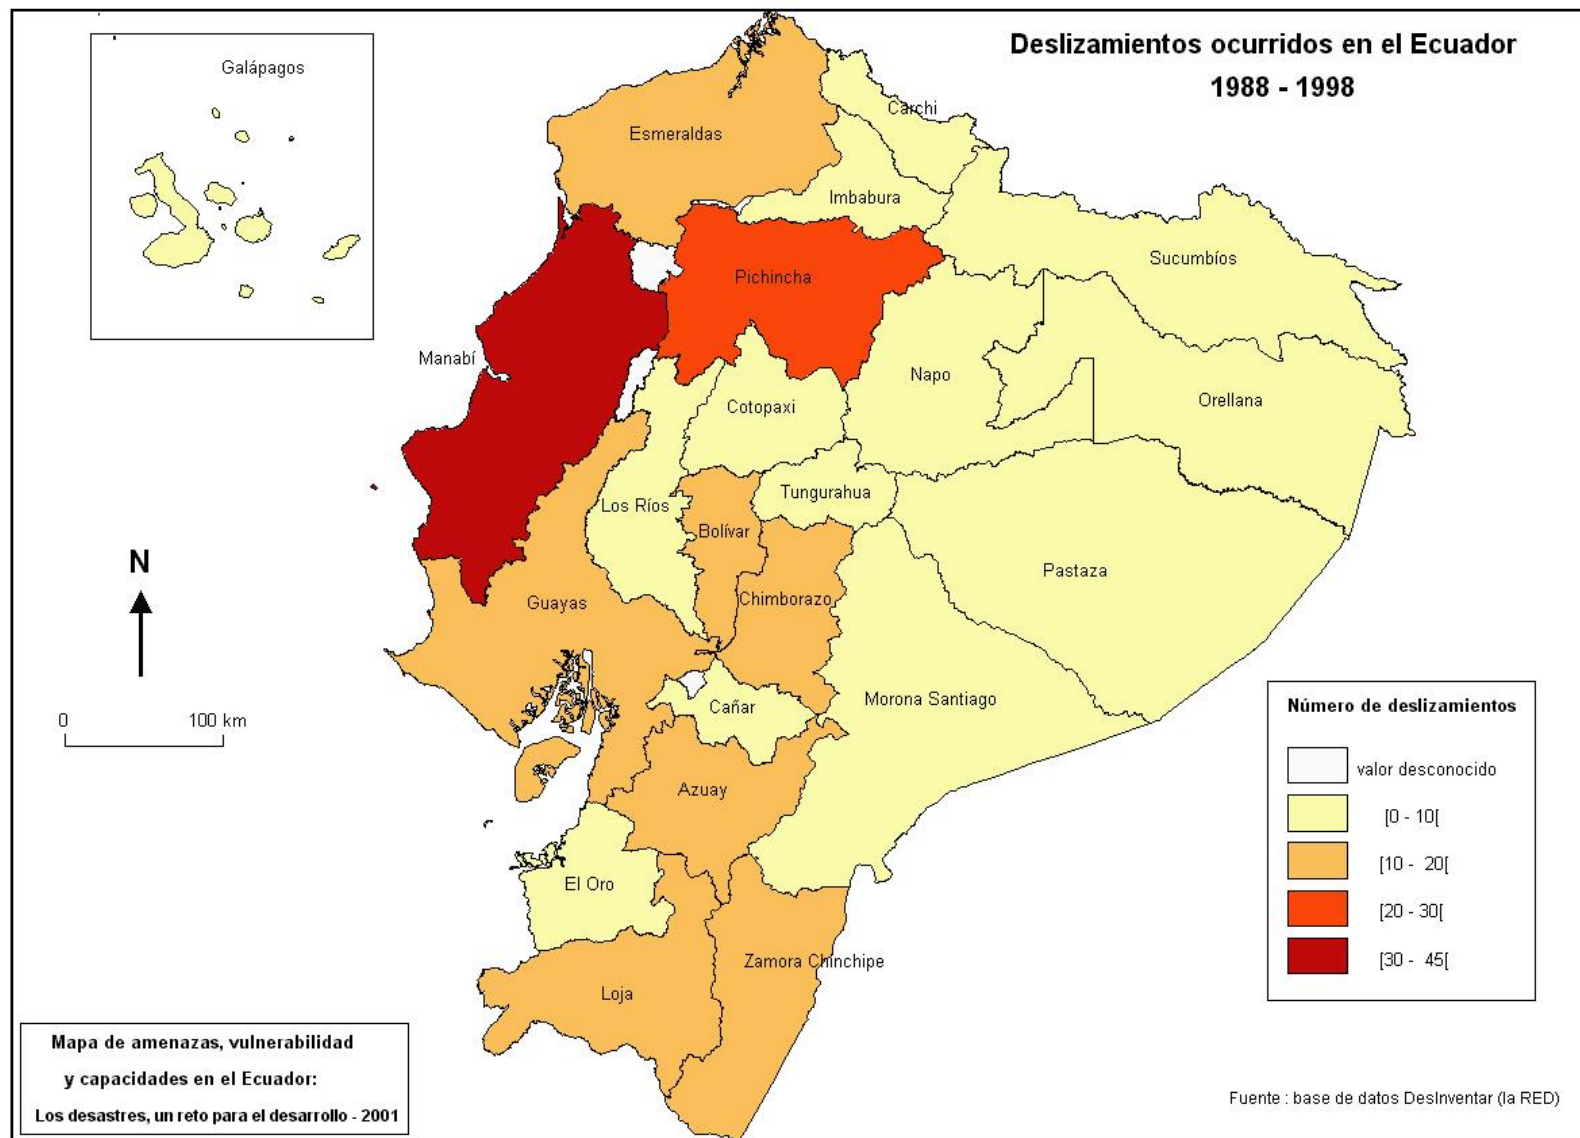 Deslizamientos ocurridos en el Ecuador
1988 - 1998
Galápagos
Carchi
Esmeraldas
Imbabura
Sucumbíos
Pichincha
Manabí
Napo
Orellana
Cotopaxi
Tungurahua
Los Ríos
Bolívar
Pastaza
Guayas
Chimborazo
Morona Santiago
Cañar
Azuay
El Oro
Zamora Chinchipe
Loja
N
0 100 km
Número de deslizamientos
valor desconocido
[0 - 10[
[10 - 20[
[20 - 30[
[30 - 45[
Mapa de amenazas, vulnerabilidad
y capacidades en el Ecuador:
Los desastres, un reto para el desarrollo - 2001
Fuente : base de datos DesInventar (la RED)